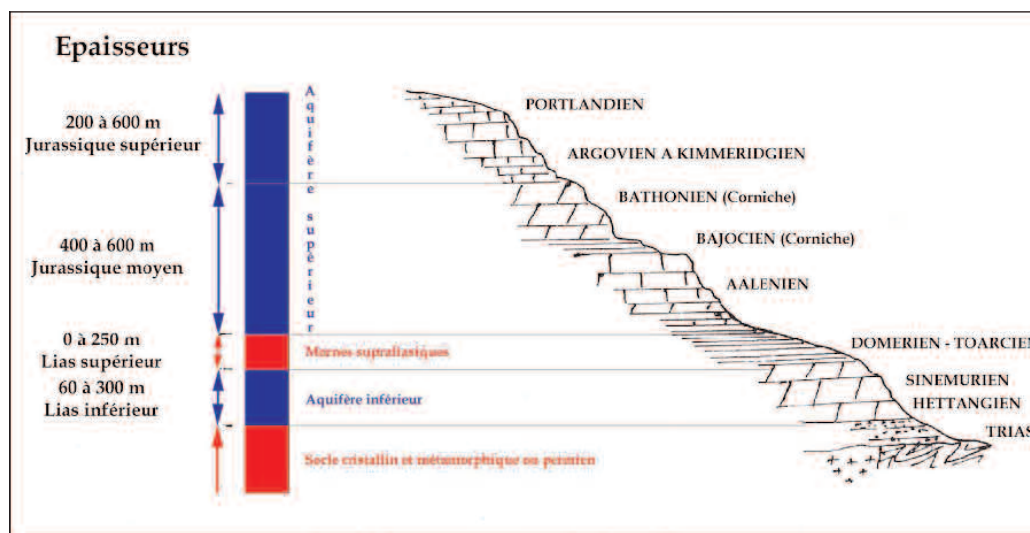 Epaisseurs
200 à 600 m
Jurassique supérieur
400 à 600 m
Jurassique moyen
0 à 250 m
Lias supérieur
60 à 300 m
Lias inférieur
Aquifère supérieur
Marnes supraliasiques
Aquifère inférieur
Socle cristallin et métamorphique ou permien
PORTLANDIEN
ARGOVIEN A KIMMERIDGIEN
BATHONIEN (Corniche)
BAJOCIEN (Corniche)
AALENIEN
DOMERIEN - TOARCIEN
SINEMURIEN
HETTANGIEN
TRIAS